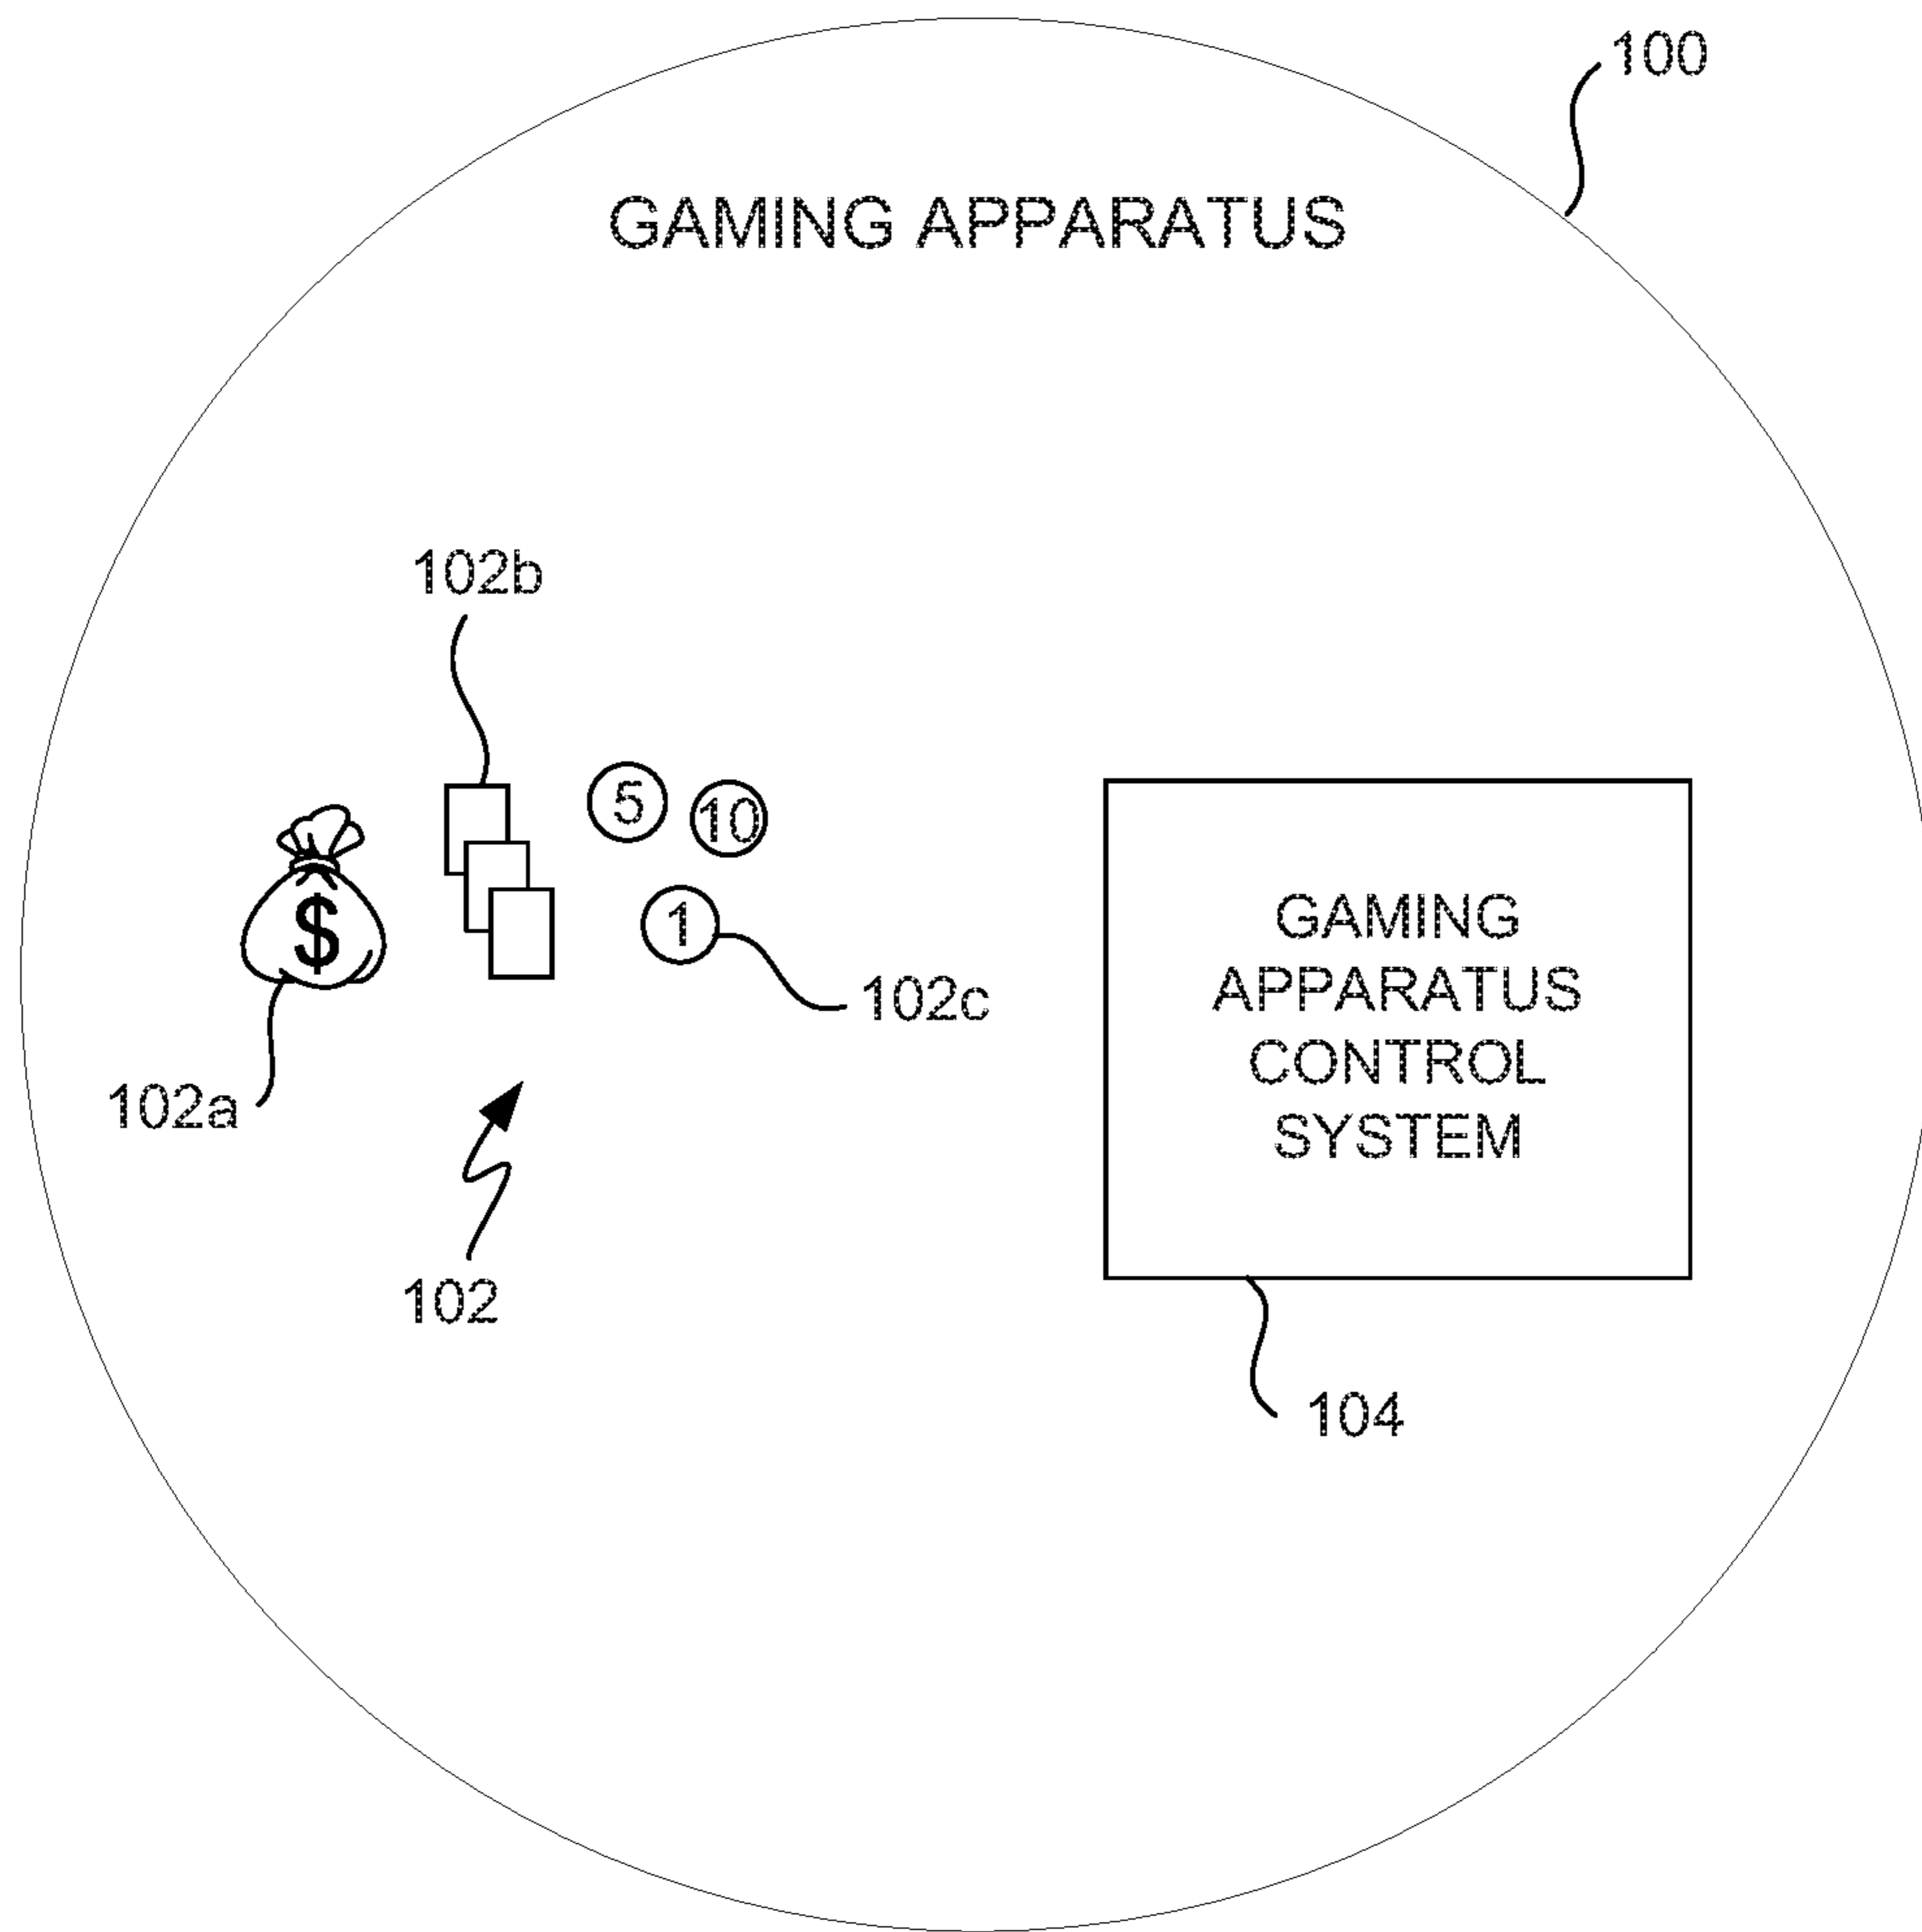 100
GAMING APPARATUS
102b
5
10
$
1
102c
102a
102
GAMING
APPARATUS
CONTROL
SYSTEM
104